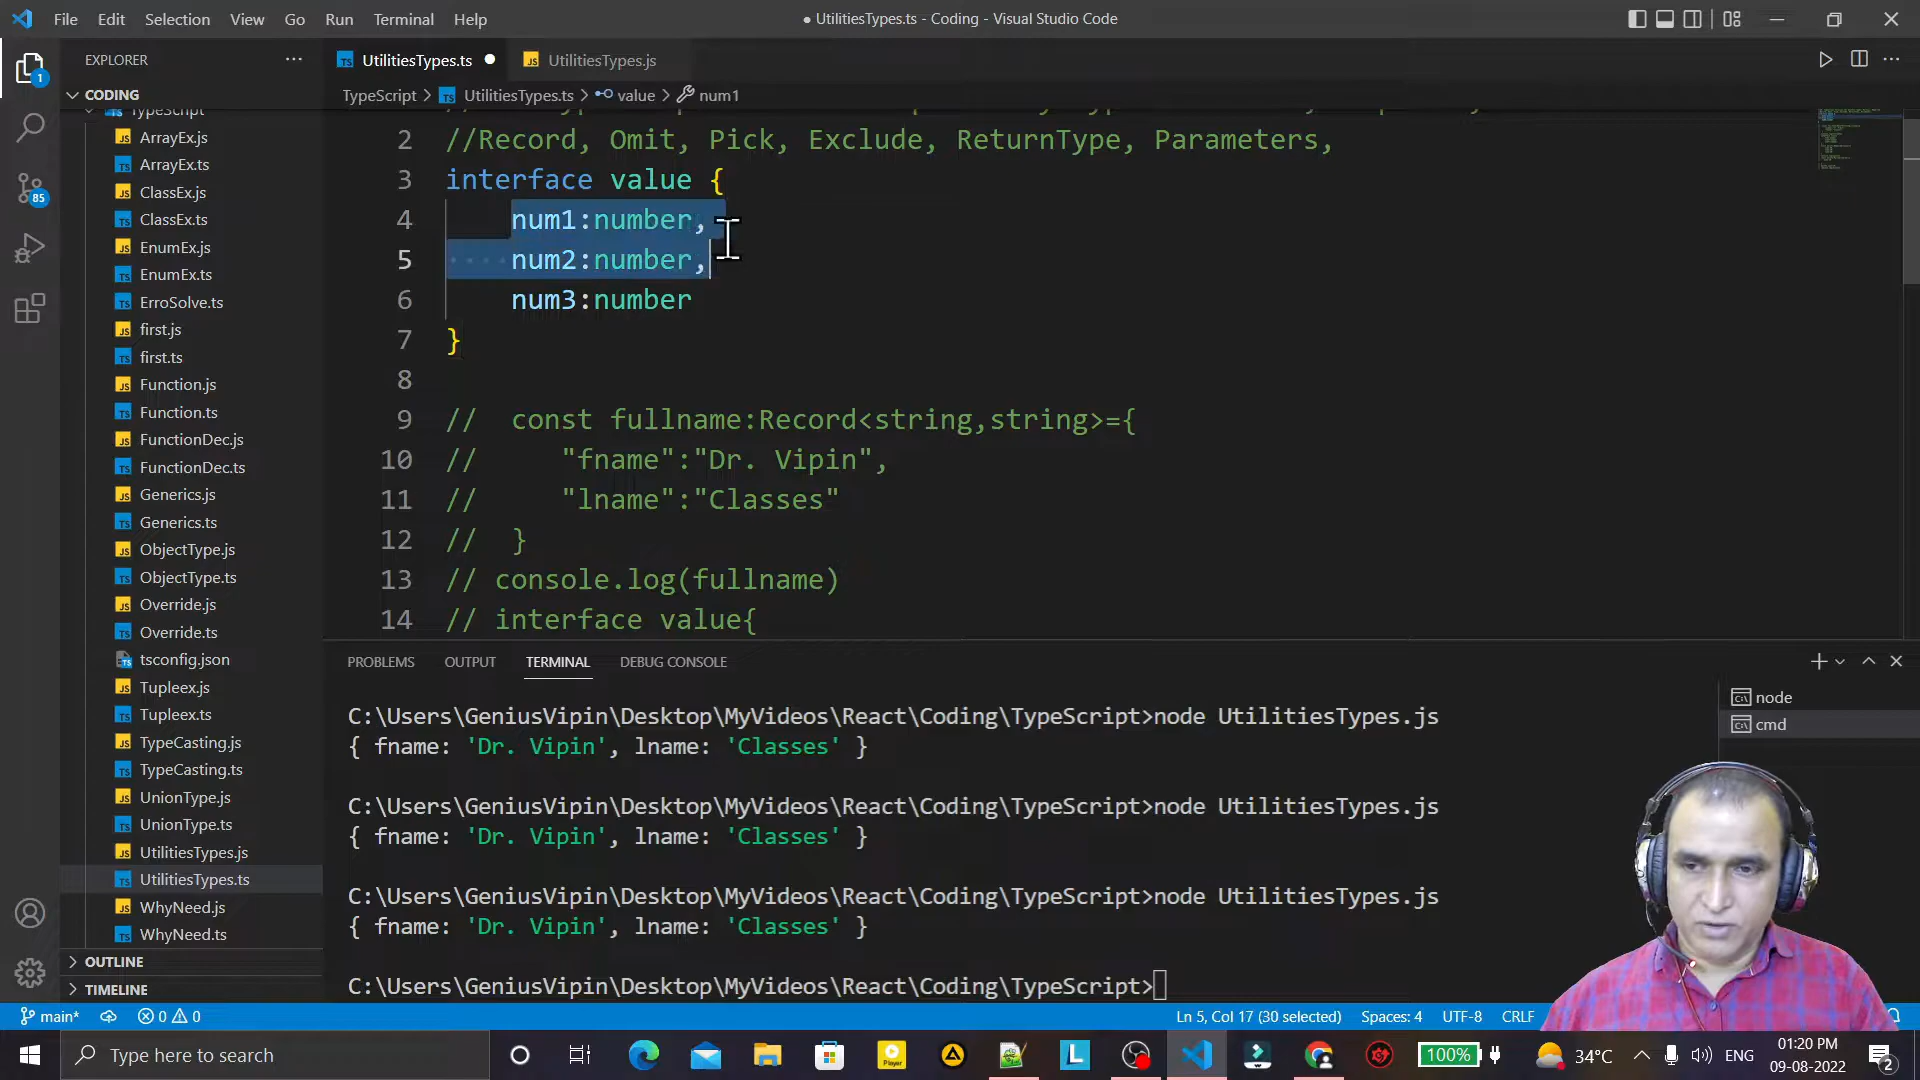 File Edit Selection View Go Run Terminal Help
● UtilitiesTypes.ts - Coding - Visual Studio Code
EXPLORER
CODING
TypeScript
ArrayEx.js
ArrayEx.ts
ClassEx.js
ClassEx.ts
EnumEx.js
EnumEx.ts
ErroSolve.ts
first.js
first.ts
Function.js
Function.ts
FunctionDec.js
FunctionDec.ts
Generics.js
Generics.ts
ObjectType.js
ObjectType.ts
Override.js
Override.ts
tsconfig.json
Tupleex.js
Tupleex.ts
TypeCasting.js
TypeCasting.ts
UnionType.js
UnionType.ts
UtilitiesTypes.js
UtilitiesTypes.ts
WhyNeed.js
WhyNeed.ts
OUTLINE
TIMELINE
1
85
UtilitiesTypes.ts ● UtilitiesTypes.js
TypeScript > UtilitiesTypes.ts > value > num1
2 //Record, Omit, Pick, Exclude, ReturnType, Parameters,
3 interface value {
4 num1:number,
5 num2:number,
6 num3:number
7 }
8
9 // const fullname:Record<string,string>={
10 // "fname":"Dr. Vipin",
11 // "lname":"Classes"
12 // }
13 // console.log(fullname)
14 // interface value{
PROBLEMS OUTPUT TERMINAL DEBUG CONSOLE
C:\Users\GeniusVipin\Desktop\MyVideos\React\Coding\TypeScript>node UtilitiesTypes.js
{ fname: 'Dr. Vipin', lname: 'Classes' }
C:\Users\GeniusVipin\Desktop\MyVideos\React\Coding\TypeScript>node UtilitiesTypes.js
{ fname: 'Dr. Vipin', lname: 'Classes' }
C:\Users\GeniusVipin\Desktop\MyVideos\React\Coding\TypeScript>node UtilitiesTypes.js
{ fname: 'Dr. Vipin', lname: 'Classes' }
C:\Users\GeniusVipin\Desktop\MyVideos\React\Coding\TypeScript>
node
cmd
main* 0 0
Ln 5, Col 17 (30 selected) Spaces: 4 UTF-8 CRLF
Type here to search
Player
100%
34°C
ENG
01:20 PM
09-08-2022
2